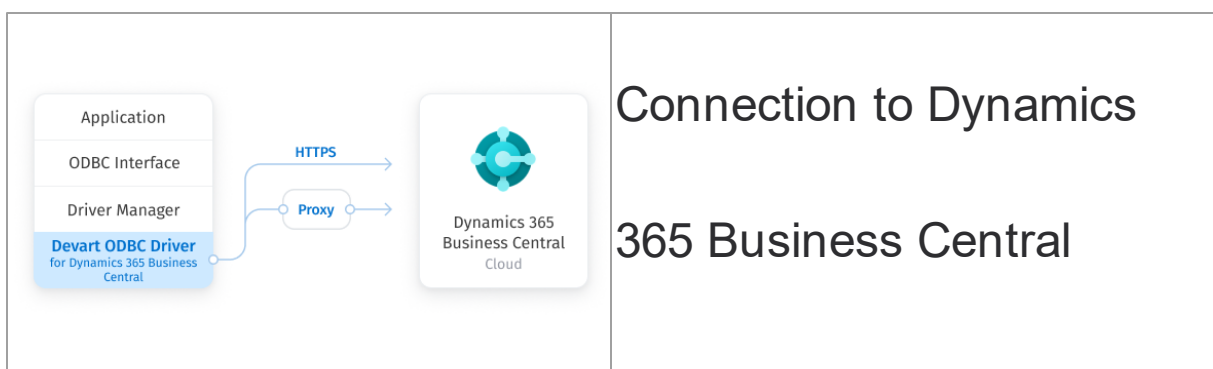 Application
ODBC Interface
Driver Manager
Devart ODBC Driver
for Dynamics 365 Business
Central
HTTPS
Proxy
Dynamics 365
Business Central
Cloud
Connection to Dynamics
365 Business Central